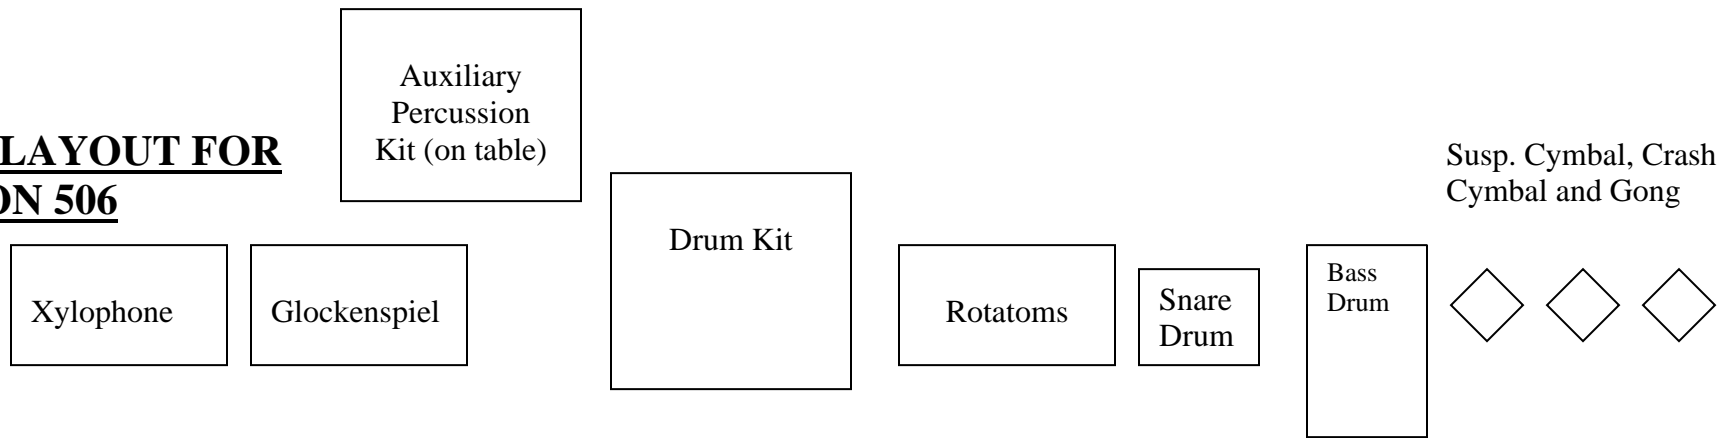 LAYOUT FOR
ON 506
Auxiliary
Percussion
Kit (on table)
Susp. Cymbal, Crash
Cymbal and Gong
Xylophone
Glockenspiel
Drum Kit
Rotatoms
Snare
Drum
Bass
Drum